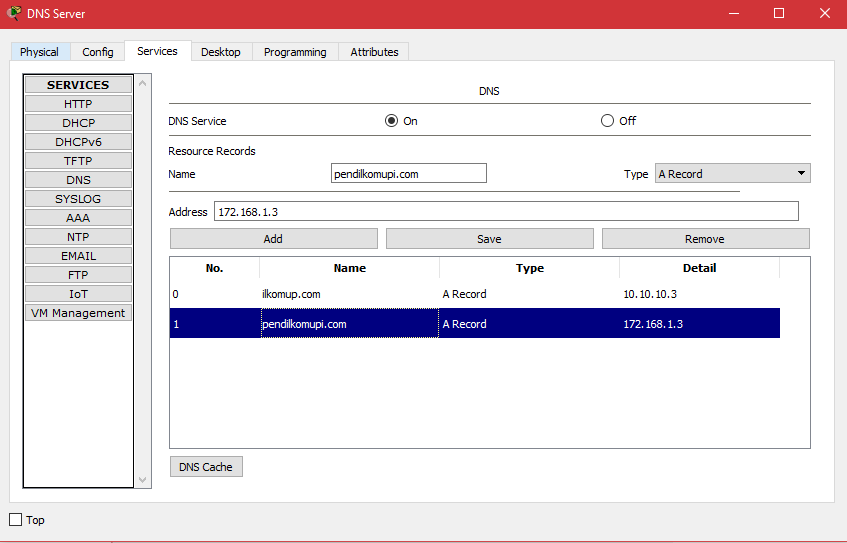 DNS Server
Physical Config Services Desktop Programming Attributes
SERVICES
HTTP
DHCP
DHCPv6
TFTP
DNS
SYSLOG
AAA
NTP
EMAIL
FTP
IoT
VM Management
DNS
DNS Service On Off
Resource Records
Name pendilkomupi.com Type A Record
Address 172.168.1.3
Add Save Remove
No. Name Type Detail
0 ilkomup.com A Record 10.10.10.3
1 pendilkomupi.com A Record 172.168.1.3
DNS Cache
Top